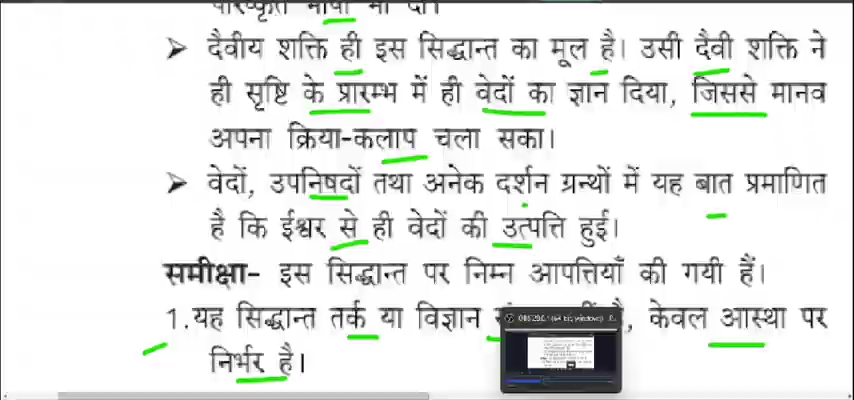 परिष्कृत भाषा भी दी।
➤ दैवीय शक्ति ही इस सिद्धान्त का मूल है। उसी दैवी शक्ति ने
ही सृष्टि के प्रारम्भ में ही वेदों का ज्ञान दिया, जिससे मानव
अपना क्रिया-कलाप चला सका।
➤ वेदों, उपनिषदों तथा अनेक दर्शन ग्रन्थों में यह बात प्रमाणित
है कि ईश्वर से ही वेदों की उत्पत्ति हुई।
समीक्षा- इस सिद्धान्त पर निम्न आपत्तियाँ की गयी हैं।
1.यह सिद्धान्त तर्क या विज्ञान है, केवल आस्था पर
निर्भर है।